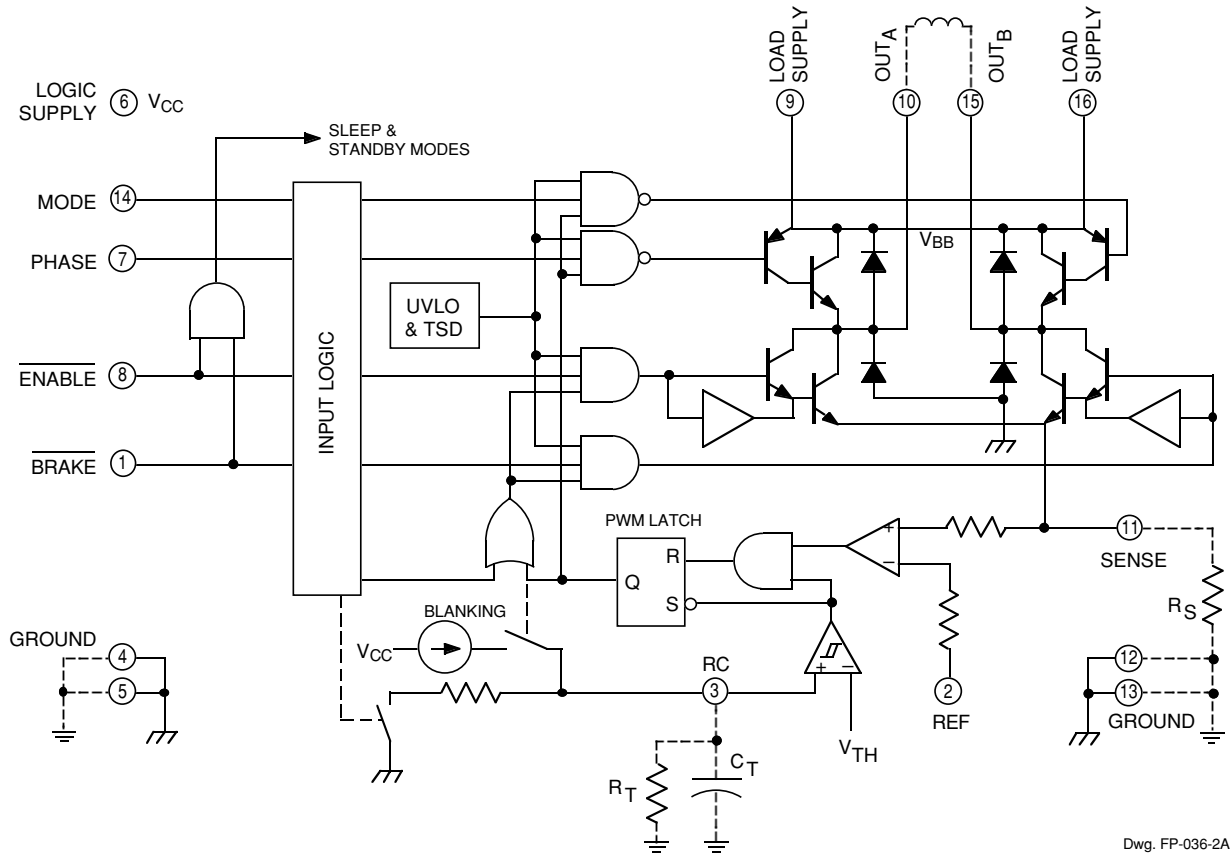 LOAD
SUPPLY
9
OUTA
10
OUTB
15
LOAD
SUPPLY
16
LOGIC
SUPPLY
6
VCC
SLEEP &
STANDBY MODES
MODE
14
PHASE
7
VBB
UVLO
& TSD
INPUT LOGIC
ENABLE
8
BRAKE
1
PWM LATCH
Q
R
S
+
–
11
SENSE
RS
BLANKING
VCC
GROUND
4
5
RC
3
+
–
VTH
2
REF
12
13
GROUND
RT
CT
Dwg. FP-036-2A